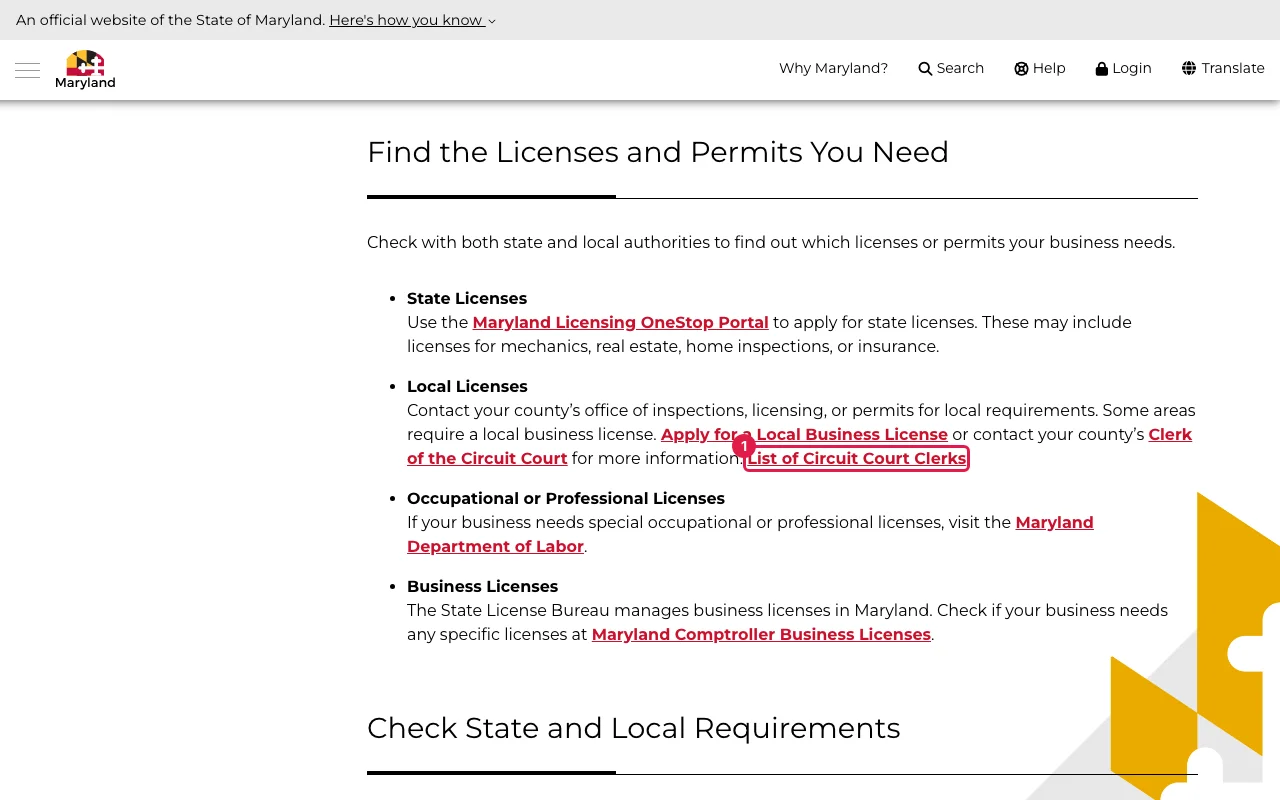 An official website of the State of Maryland. Here's how you know
Maryland
Why Maryland?
Search
Help
Login
Translate
Find the Licenses and Permits You Need
Check with both state and local authorities to find out which licenses or permits your business needs.
State Licenses
Use the Maryland Licensing OneStop Portal to apply for state licenses. These may include
licenses for mechanics, real estate, home inspections, or insurance.
Local Licenses
Contact your county’s office of inspections, licensing, or permits for local requirements. Some areas
require a local business license. Apply for a Local Business License or contact your county’s Clerk
of the Circuit Court for more information. List of Circuit Court Clerks
1
Occupational or Professional Licenses
If your business needs special occupational or professional licenses, visit the Maryland
Department of Labor.
Business Licenses
The State License Bureau manages business licenses in Maryland. Check if your business needs
any specific licenses at Maryland Comptroller Business Licenses.
Check State and Local Requirements